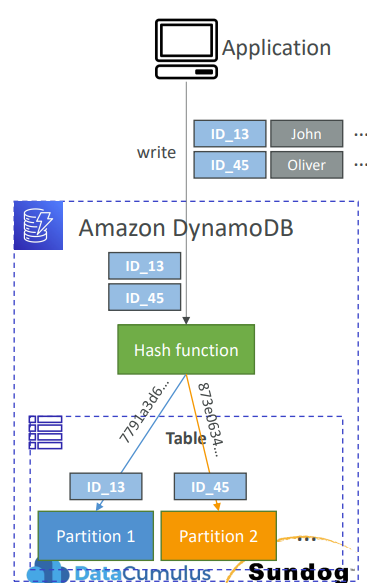 Application
write
ID_13 John ...
ID_45 Oliver ...
Amazon DynamoDB
ID_13
ID_45
Hash function
7791a3d6...
873e0634...
Table
ID_13
ID_45
Partition 1
Partition 2
...
DataCumulus
Sundog